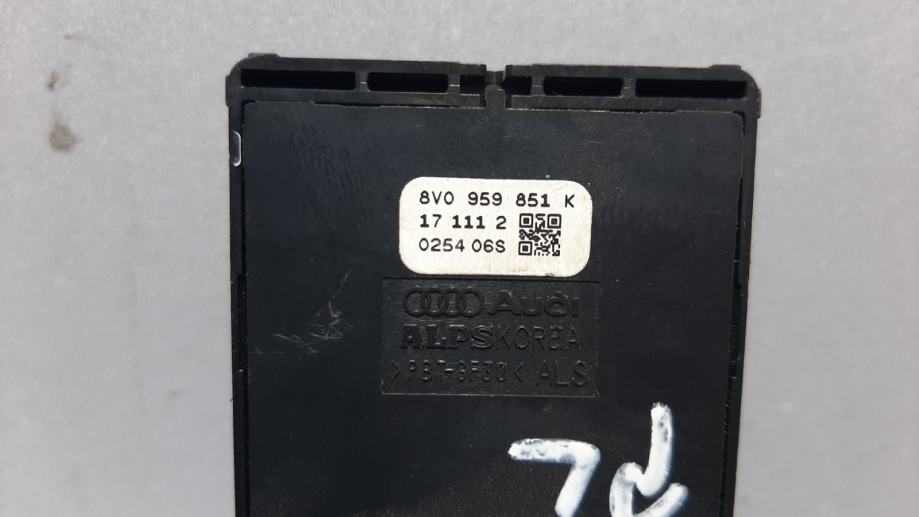 8V0 959 851 K
17 111 2
0254 06S
Audi
ALPS KOREA
>PBT-GF30< ALS